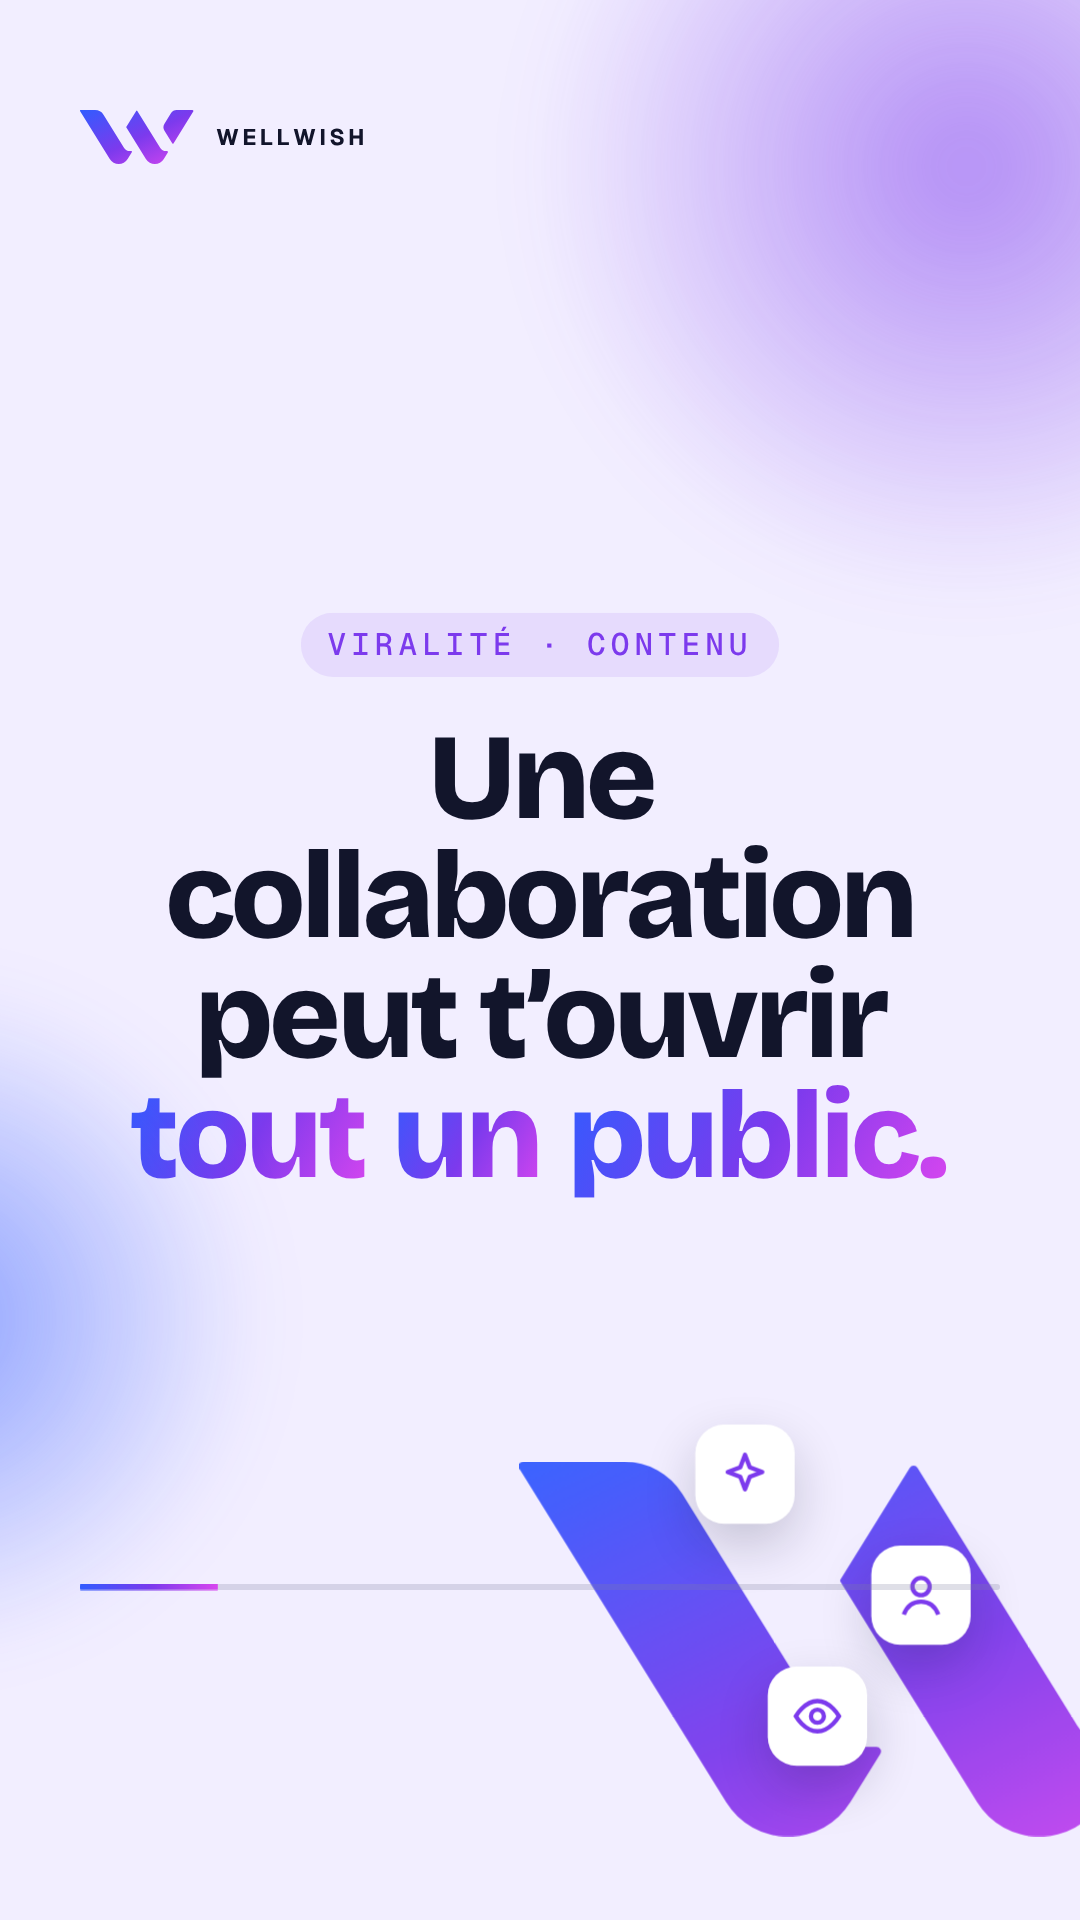 WELLWISH
VIRALITÉ · CONTENU
Une
collaboration
peut t’ouvrir
tout un public.